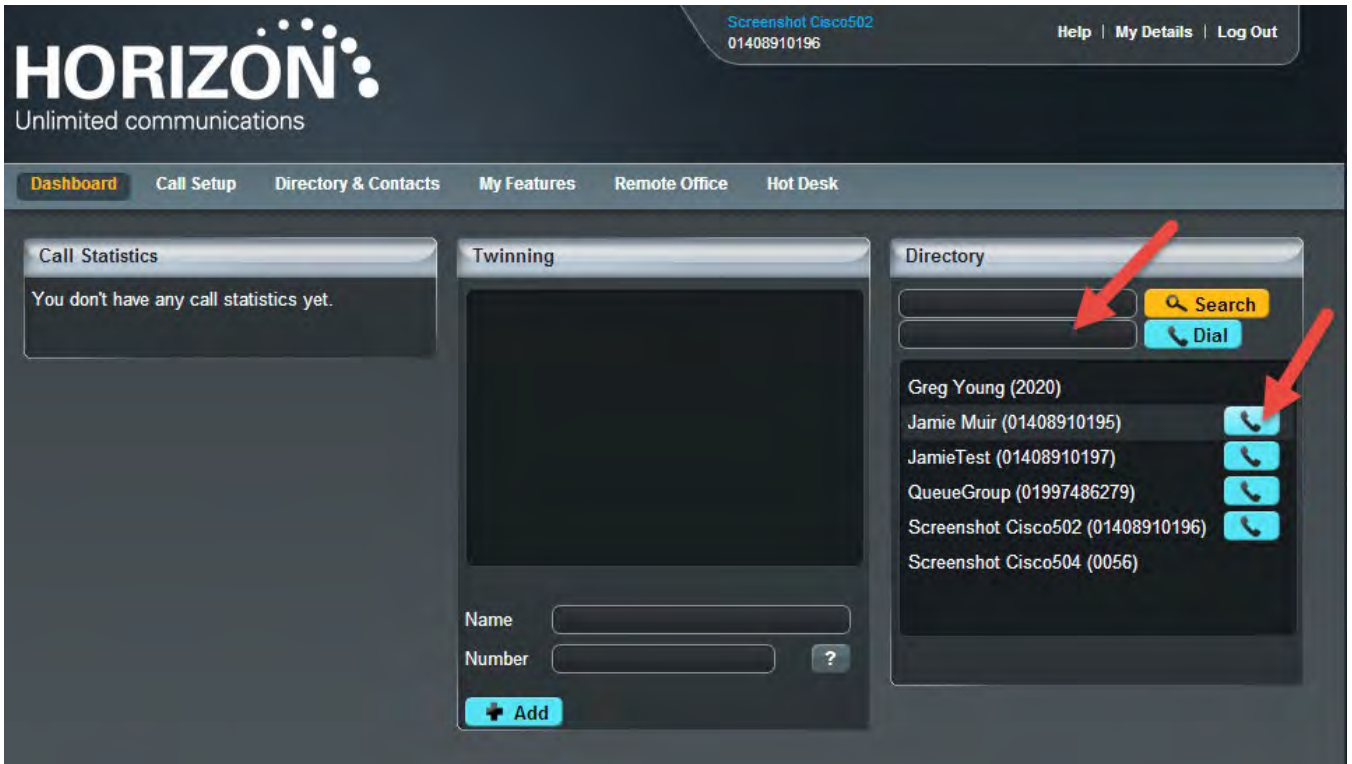 Screenshot Cisco502
01408910196
Help | My Details | Log Out
HORIZON
Unlimited communications
Dashboard Call Setup Directory & Contacts My Features Remote Office Hot Desk
Call Statistics
You don't have any call statistics yet.
Twinning
Name
Number ?
Add
Directory
Search
Dial
Greg Young (2020)
Jamie Muir (01408910195)
JamieTest (01408910197)
QueueGroup (01997486279)
Screenshot Cisco502 (01408910196)
Screenshot Cisco504 (0056)